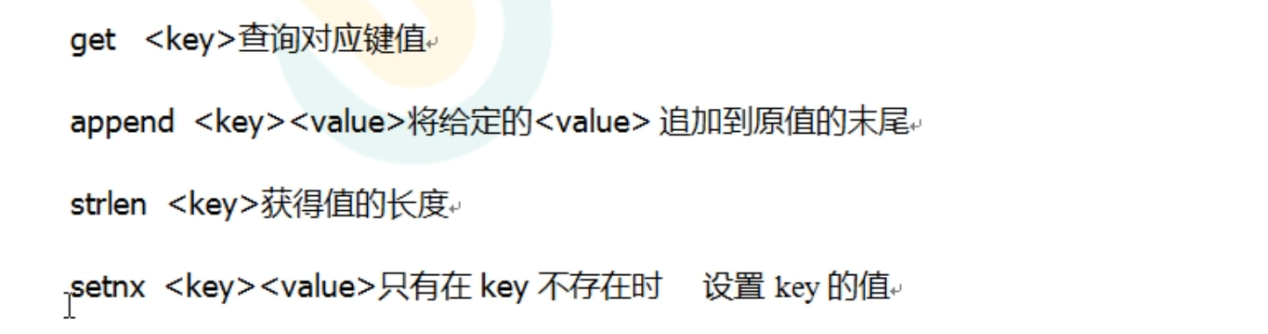 get <key>查询对应键值
append <key><value>将给定的<value> 追加到原值的末尾
strlen <key>获得值的长度
setnx <key><value>只有在 key 不存在时 设置 key 的值